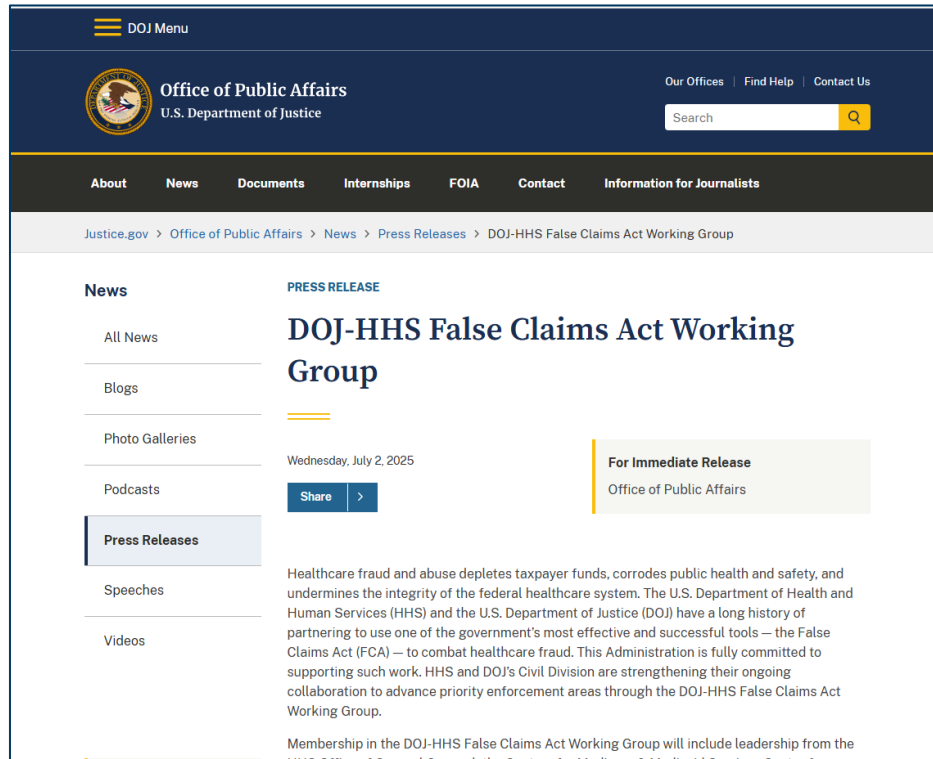 DOJ Menu
Office of Public Affairs
U.S. Department of Justice
Our Offices | Find Help | Contact Us
Search
About News Documents Internships FOIA Contact Information for Journalists
Justice.gov > Office of Public Affairs > News > Press Releases > DOJ-HHS False Claims Act Working Group
News
All News
Blogs
Photo Galleries
Podcasts
Press Releases
Speeches
Videos
PRESS RELEASE
DOJ-HHS False Claims Act Working
Group
Wednesday, July 2, 2025
Share >
For Immediate Release
Office of Public Affairs
Healthcare fraud and abuse depletes taxpayer funds, corrodes public health and safety, and
undermines the integrity of the federal healthcare system. The U.S. Department of Health and
Human Services (HHS) and the U.S. Department of Justice (DOJ) have a long history of
partnering to use one of the government's most effective and successful tools — the False
Claims Act (FCA) — to combat healthcare fraud. This Administration is fully committed to
supporting such work. HHS and DOJ's Civil Division are strengthening their ongoing
collaboration to advance priority enforcement areas through the DOJ-HHS False Claims Act
Working Group.
Membership in the DOJ-HHS False Claims Act Working Group will include leadership from the